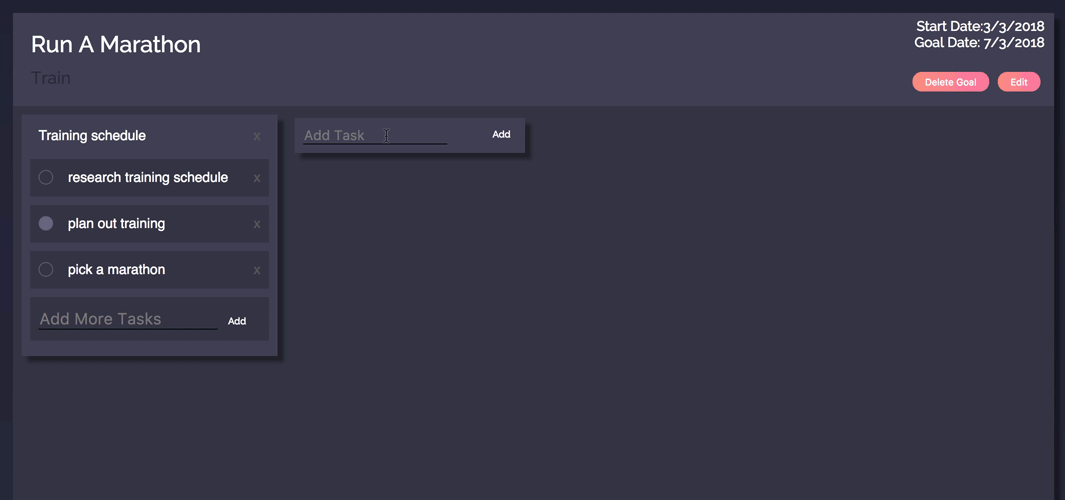 Run A Marathon
Train
Start Date:3/3/2018
Goal Date: 7/3/2018
Delete Goal
Edit
Training schedule x
research training schedule x
plan out training x
pick a marathon x
Add More Tasks Add
Add Task Add